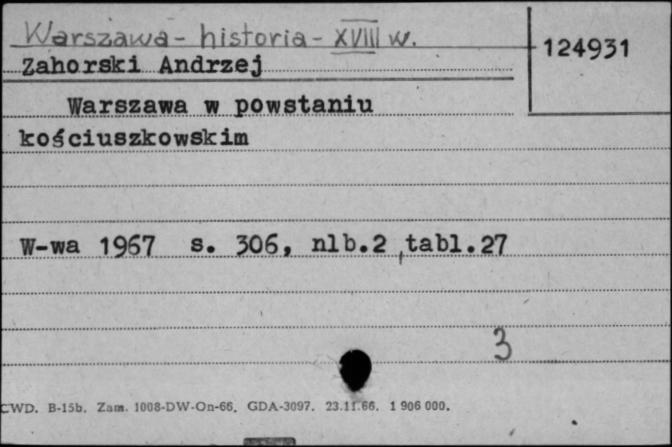 Warszawa - historia - XVIII w.
124931
Zahorski Andrzej
Warszawa w powstaniu
kościuszkowskim
W-wa 1967 s. 306, nlb.2, tabl.27
3
CWD. B-15b. Zam. 1008-DW-On-66. GDA-3097. 23.11.66. 1 906 000.